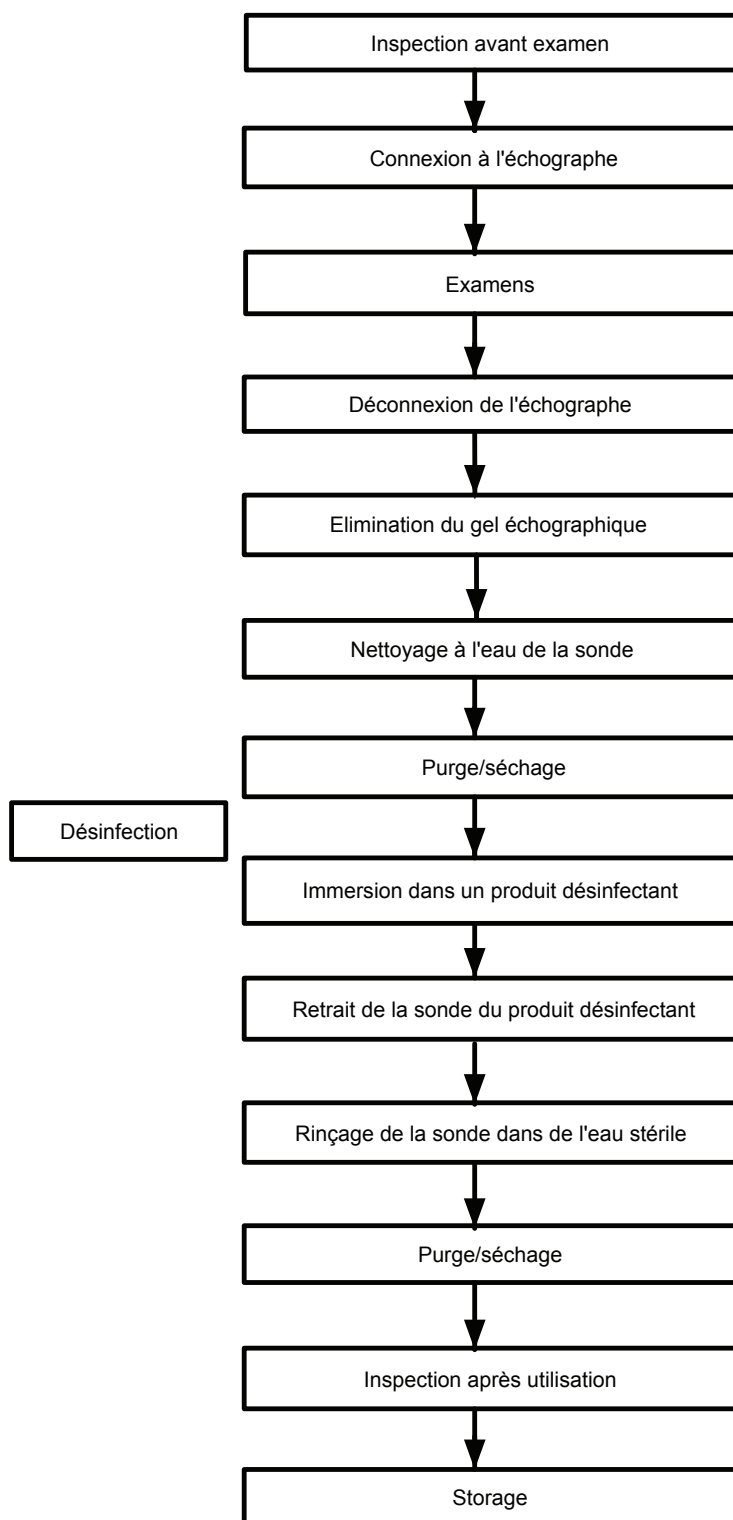 Inspection avant examen
Connexion à l'échographe
Examens
Déconnexion de l'échographe
Elimination du gel échographique
Nettoyage à l'eau de la sonde
Purge/séchage
Désinfection
Immersion dans un produit désinfectant
Retrait de la sonde du produit désinfectant
Rinçage de la sonde dans de l'eau stérile
Purge/séchage
Inspection après utilisation
Storage